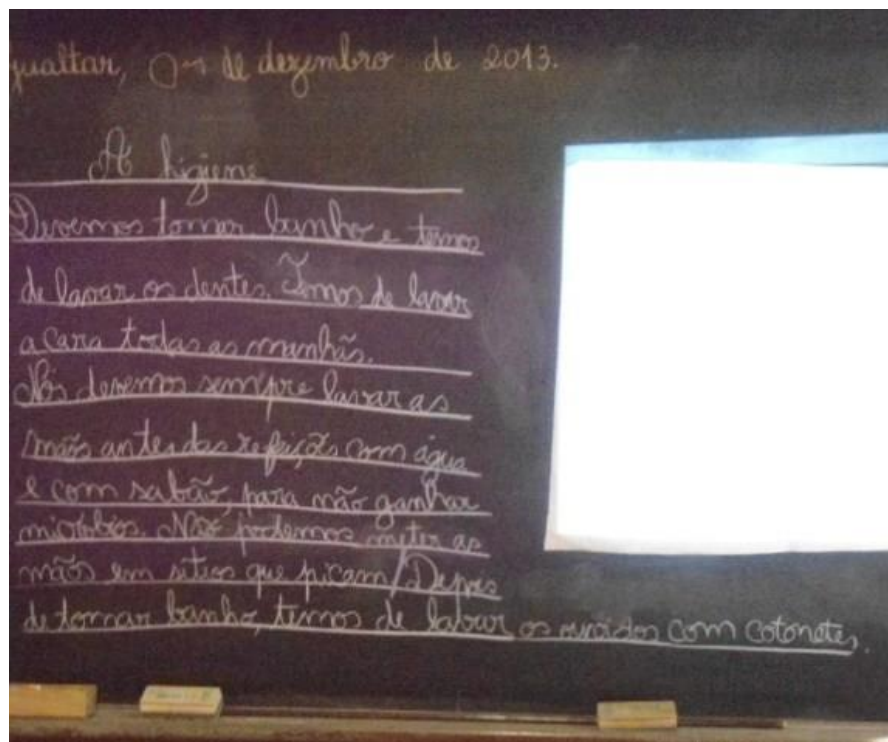 gualtar, de dezembro de 2013.
A higiene
Devemos tomar banho e temos
de lavar os dentes. Temos de lavar
a cara todas as manhãs.
Nós devemos sempre lavar as
mãos antes das refeições com água
e com sabão, para não ganhar
micróbios. Não podemos meter as
mãos em sítios que picam/Depois
de tomar banho, temos de lavar os ouvidos com cotonetes.